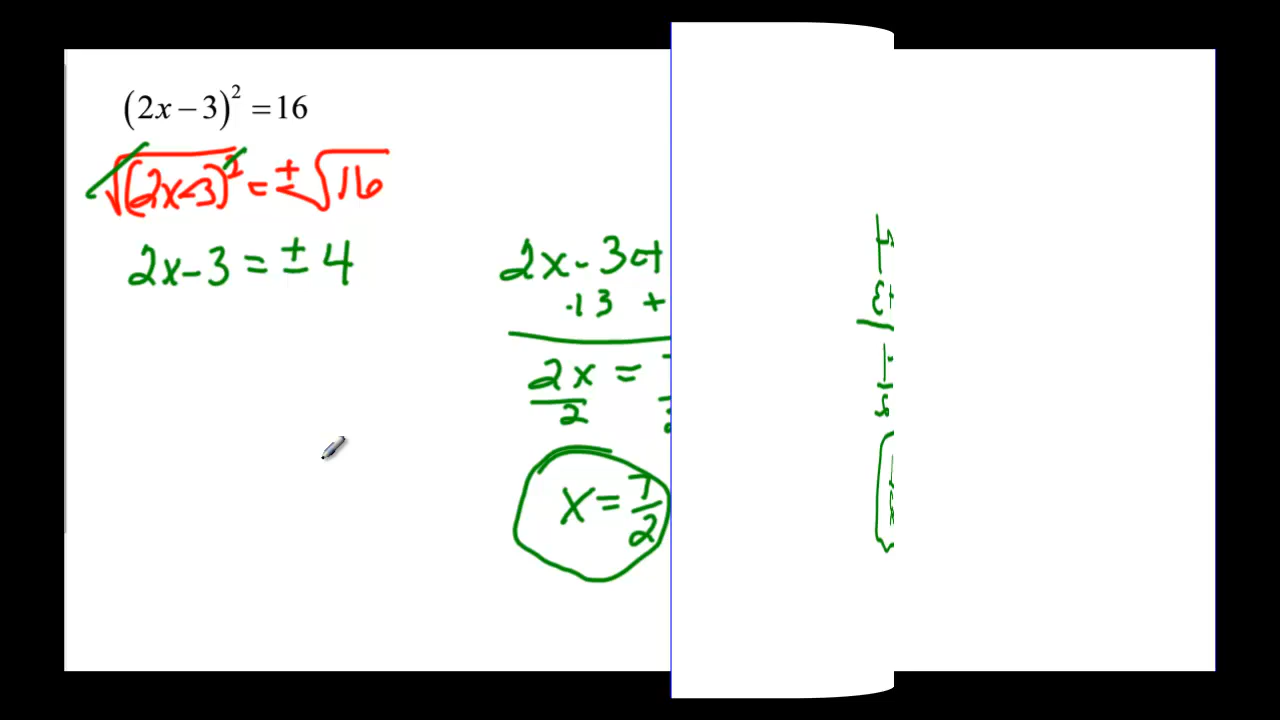 (2x − 3)² = 16
√(2x-3)² = ± √16
2x - 3 = ± 4
2x - 3 = +
+3 +
2x =
2
x = 7/2